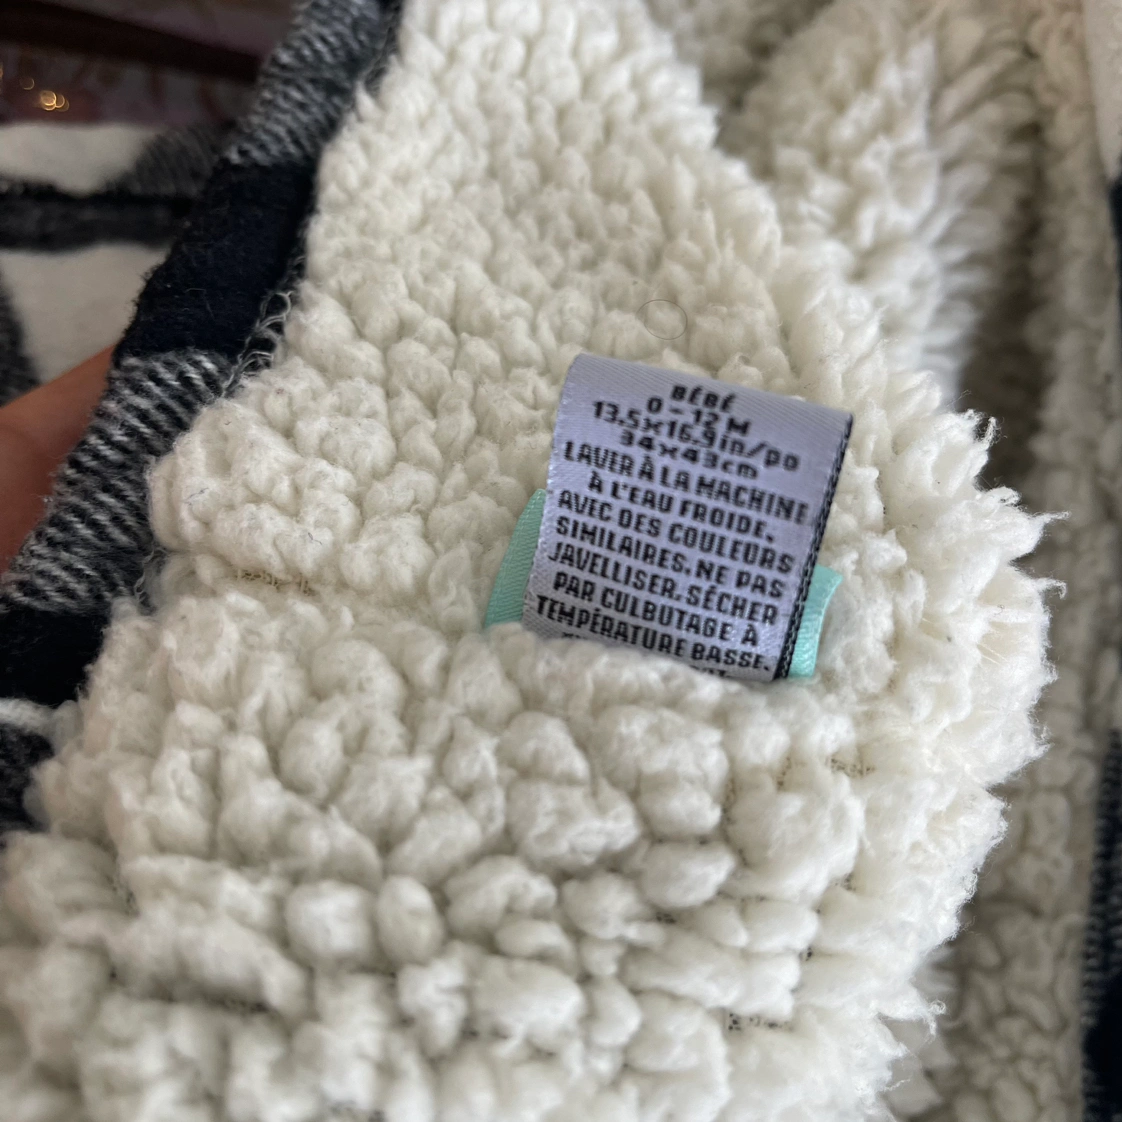 BÉBÉ
0-12 M
13.5x16.9in/po
34x43cm
LAVER À LA MACHINE
À L'EAU FROIDE,
AVEC DES COULEURS
SIMILAIRES. NE PAS
JAVELLISER. SÉCHER
PAR CULBUTAGE À
TEMPÉRATURE BASSE.